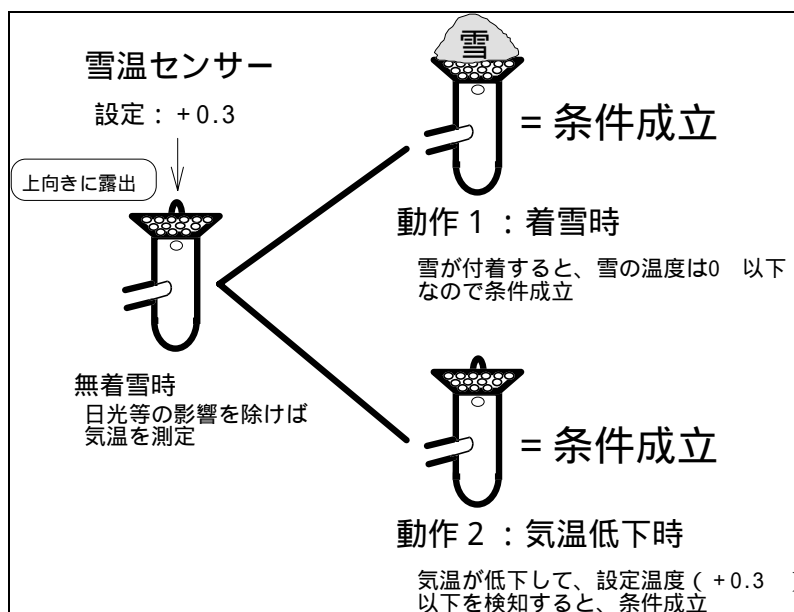 雪温センサー
設定：+0.3
上向きに露出
無着雪時
日光等の影響を除けば
気温を測定
雪
=条件成立
動作1：着雪時
雪が付着すると、雪の温度は0　以下
なので条件成立
=条件成立
動作2：気温低下時
気温が低下して、設定温度(+0.3　)
以下を検知すると、条件成立